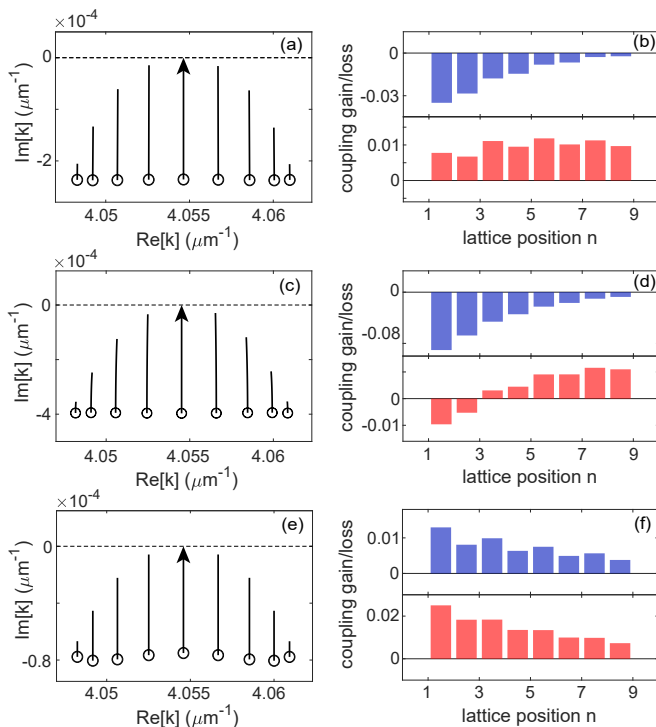 ×10⁻⁴
(a)
0
-2
Im[k] (μm⁻¹)
4.05 4.055 4.06
Re[k] (μm⁻¹)
(b)
0
-0.03
0.01
0
coupling gain/loss
1 3 5 7 9
lattice position n
×10⁻⁴
(c)
0
-4
Im[k] (μm⁻¹)
4.05 4.055 4.06
Re[k] (μm⁻¹)
(d)
0
-0.08
0
-0.01
coupling gain/loss
1 3 5 7 9
lattice position n
×10⁻⁴
(e)
0
-0.8
Im[k] (μm⁻¹)
4.05 4.055 4.06
Re[k] (μm⁻¹)
(f)
0.01
0
0.02
0
coupling gain/loss
1 3 5 7 9
lattice position n